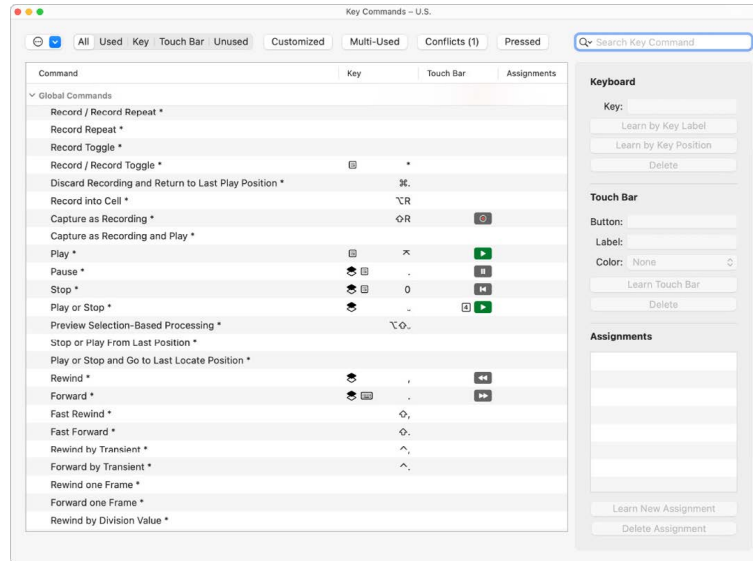 Key Commands – U.S.
All Used Key Touch Bar Unused Customized Multi-Used Conflicts (1) Pressed Search Key Command
Command Key Touch Bar Assignments
Global Commands
Record / Record Repeat *
Record Repeat *
Record Toggle *
Record / Record Toggle * *
Discard Recording and Return to Last Play Position * ⌘.
Record into Cell * ⌥R
Capture as Recording * ⇧R
Capture as Recording and Play *
Play * ⌤
Pause * .
Stop * 0
Play or Stop * ⎵ 4
Preview Selection-Based Processing * ⌥⇧⎵
Stop or Play From Last Position *
Play or Stop and Go to Last Locate Position *
Rewind * ,
Forward * .
Fast Rewind * ⇧,
Fast Forward * ⇧.
Rewind by Transient * ^,
Forward by Transient * ^.
Rewind one Frame *
Forward one Frame *
Rewind by Division Value *
Keyboard
Key:
Learn by Key Label
Learn by Key Position
Delete
Touch Bar
Button:
Label:
Color: None
Learn Touch Bar
Delete
Assignments
Learn New Assignment
Delete Assignment